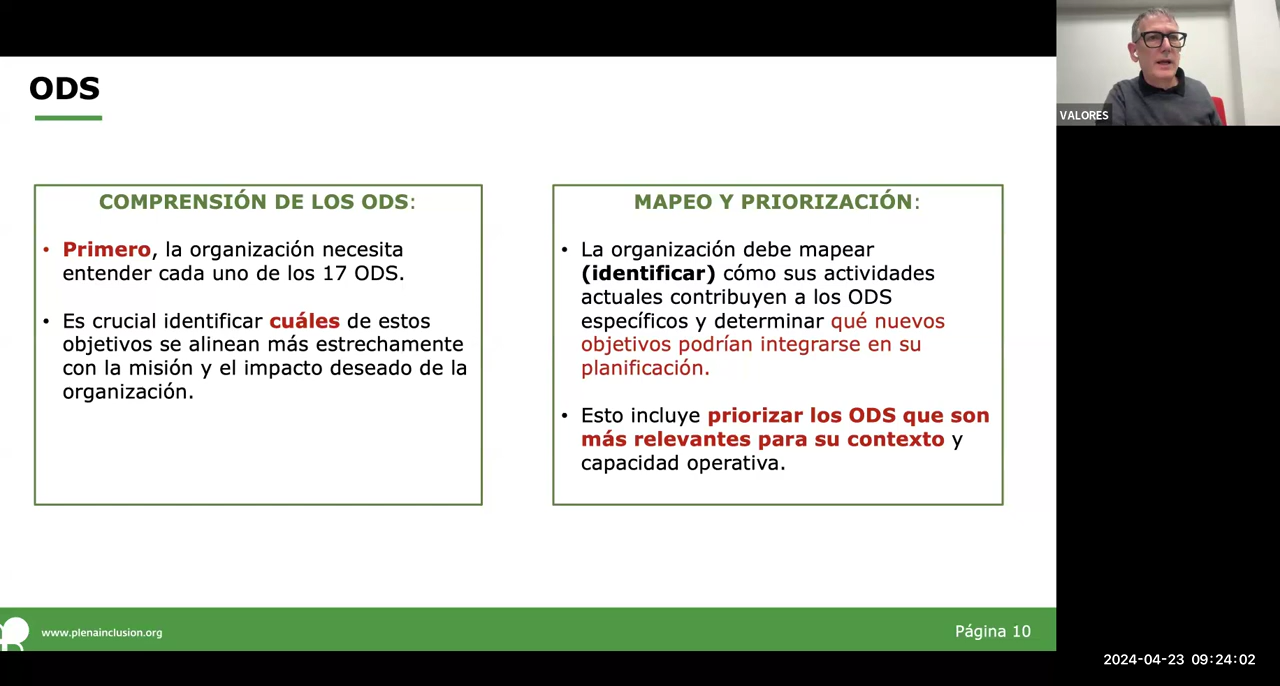 ODS
COMPRENSIÓN DE LOS ODS:
• Primero, la organización necesita
entender cada uno de los 17 ODS.
• Es crucial identificar cuáles de estos
objetivos se alinean más estrechamente
con la misión y el impacto deseado de la
organización.
MAPEO Y PRIORIZACIÓN:
• La organización debe mapear
(identificar) cómo sus actividades
actuales contribuyen a los ODS
específicos y determinar qué nuevos
objetivos podrían integrarse en su
planificación.
• Esto incluye priorizar los ODS que son
más relevantes para su contexto y
capacidad operativa.
www.plenainclusion.org
Página 10
VALORES
2024-04-23 09:24:02